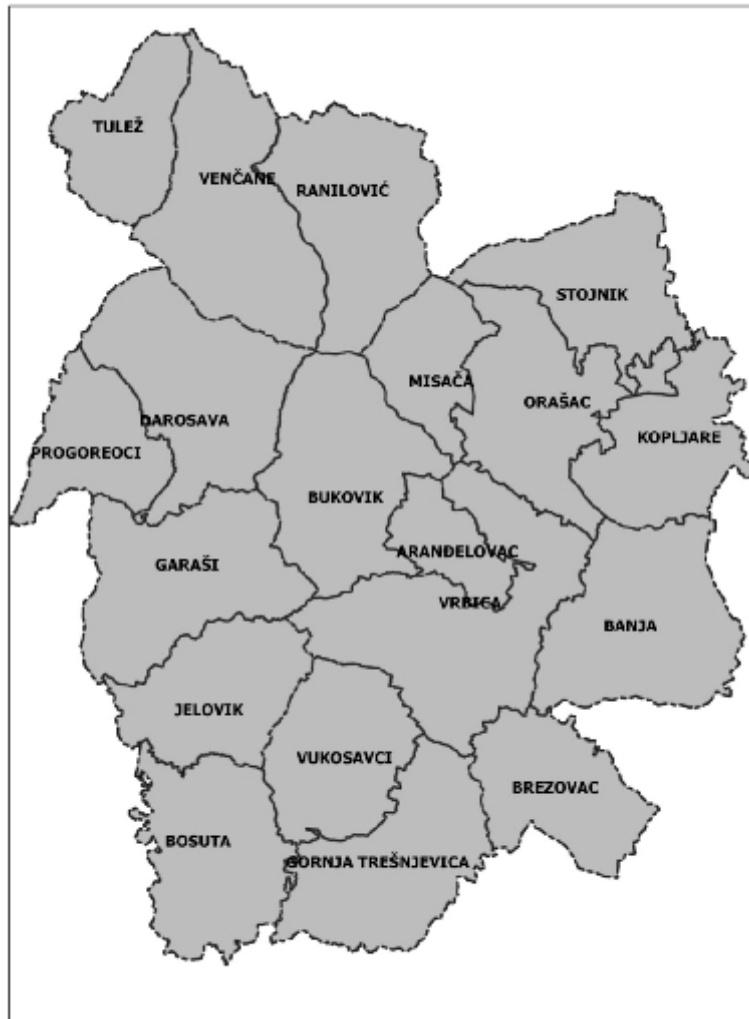 TULEŽ
VENČANE
RANILOVIĆ
STOJNIK
MISAČA
ORAŠAC
DAROSAVA
KOPLJARE
PROGOREOCI
BUKOVIK
ARANĐELOVAC
GARAŠI
VRBICA
BANJA
JELOVIK
VUKOSAVCI
BREZOVAC
BOSUTA
GORNJA TREŠNJEVICA